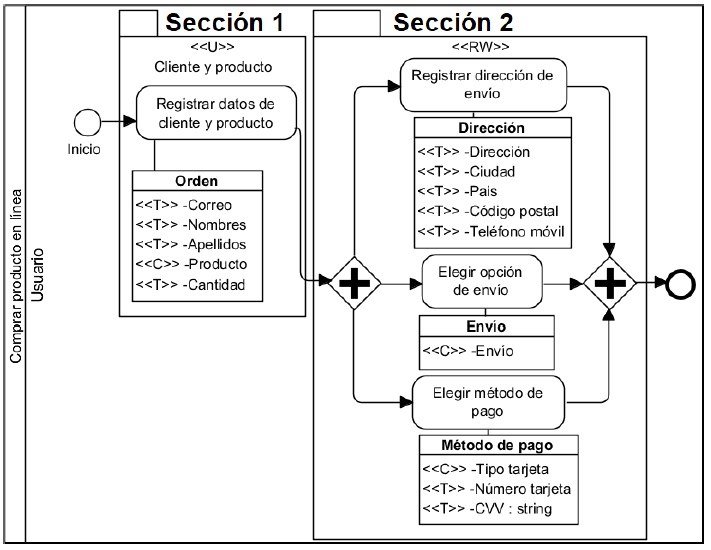 Sección 1
<<U>>
Cliente y producto
Registrar datos de
cliente y producto
Inicio
Orden
<<T>> -Correo
<<T>> -Nombres
<<T>> -Apellidos
<<C>> -Producto
<<T>> -Cantidad
Sección 2
<<RW>>
Registrar dirección de
envío
Dirección
<<T>> -Dirección
<<T>> -Ciudad
<<T>> -Pais
<<T>> -Código postal
<<T>> -Teléfono móvil
Elegir opción
de envío
Envío
<<C>> -Envío
Elegir método de
pago
Método de pago
<<C>> -Tipo tarjeta
<<T>> -Número tarjeta
<<T>> -CVV : string
Comprar producto en línea
Usuario